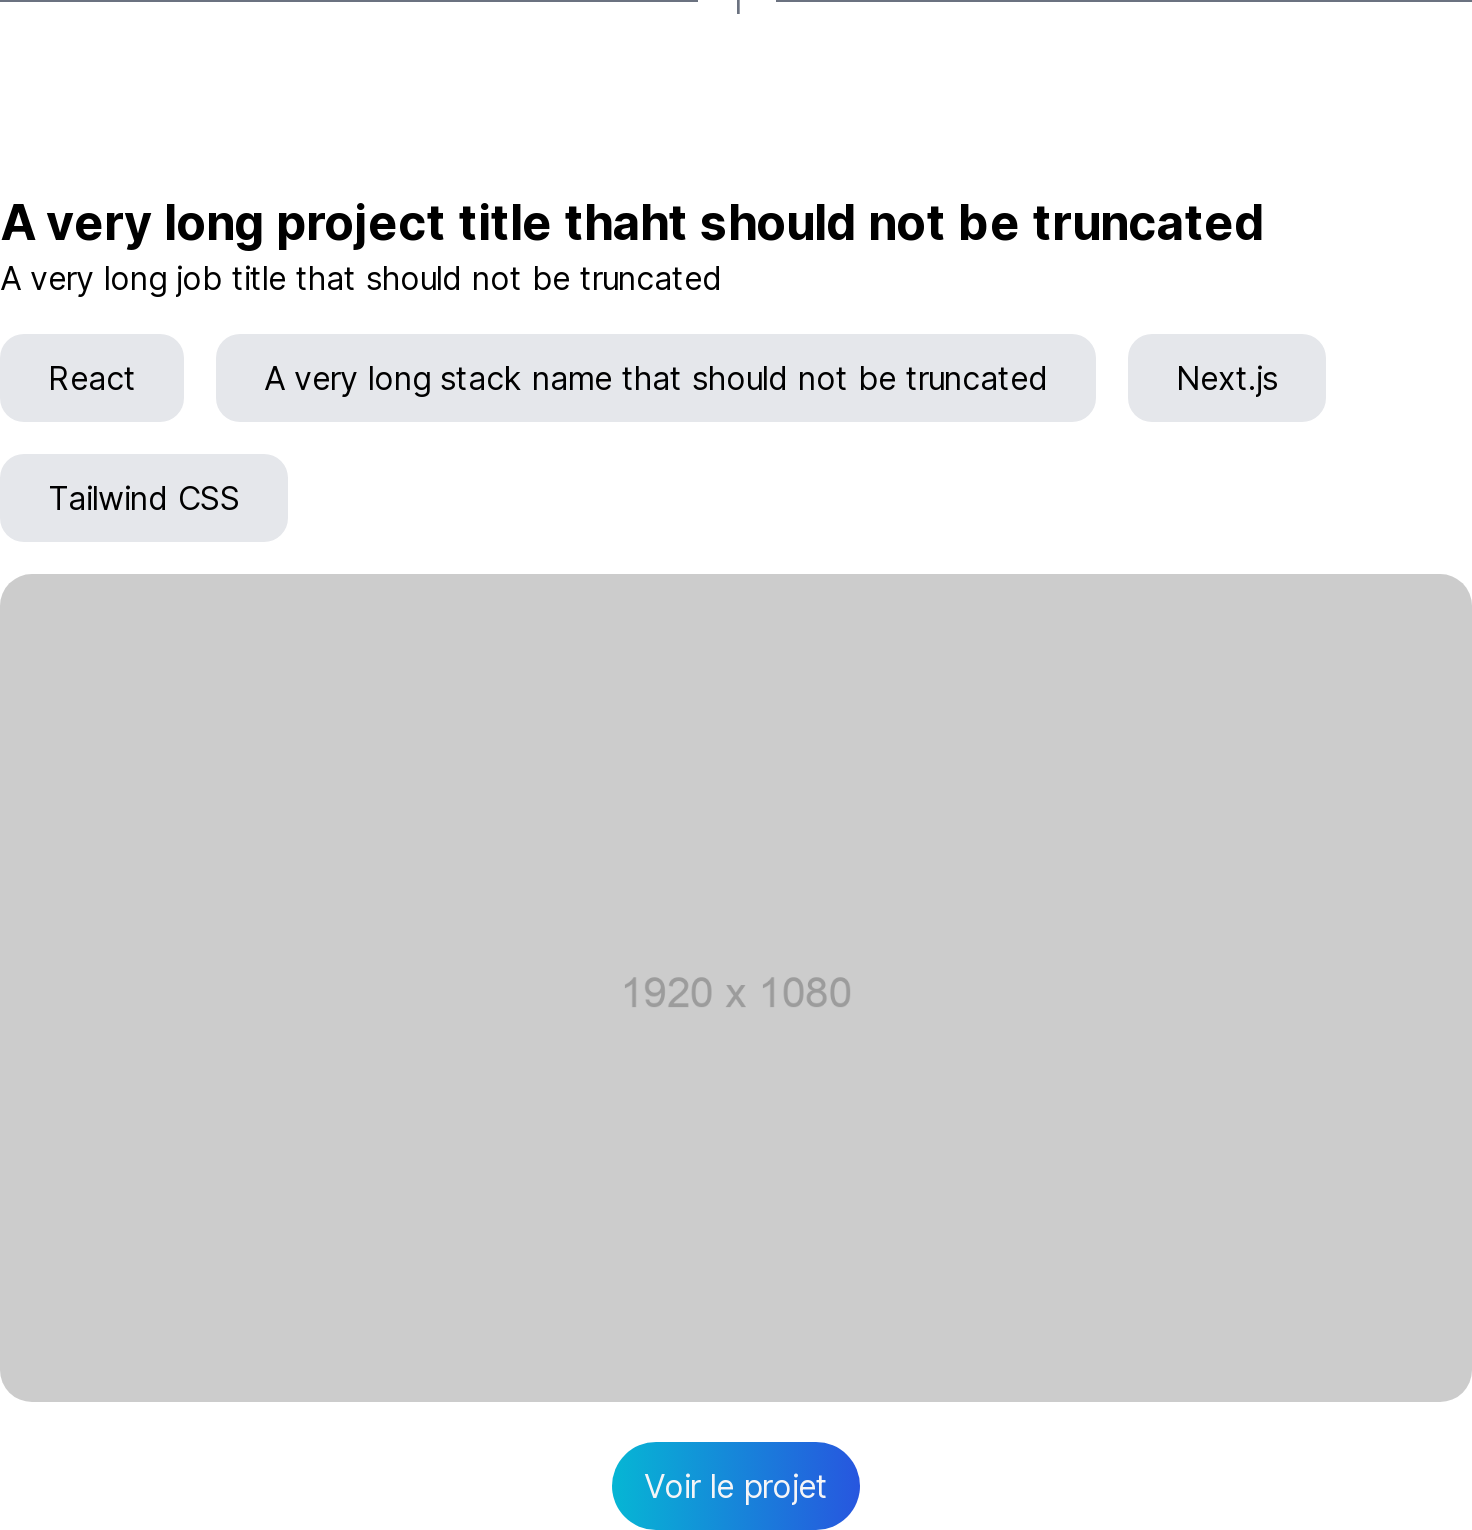 A very long project title thaht should not be truncated
A very long job title that should not be truncated
React
A very long stack name that should not be truncated
Next.js
Tailwind CSS
1920 x 1080
Voir le projet